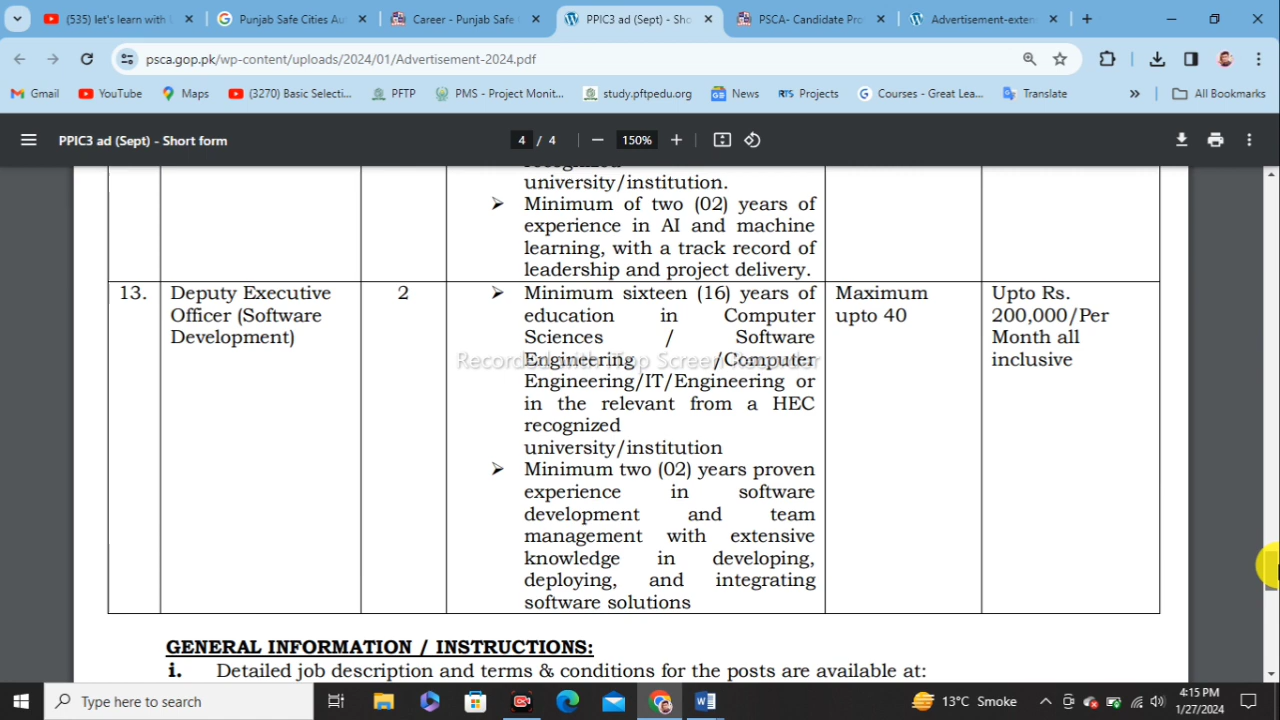 (535) let's learn with
Punjab Safe Cities Au
Career - Punjab Safe
PPIC3 ad (Sept) - Sho
PSCA- Candidate Pro
Advertisement-exten
psca.gop.pk/wp-content/uploads/2024/01/Advertisement-2024.pdf
Gmail
YouTube
Maps
(3270) Basic Selecti...
PFTP
PMS - Project Monit...
study.pftpedu.org
News
RTS Projects
Courses - Great Lea...
Translate
All Bookmarks
PPIC3 ad (Sept) - Short form
4 / 4
150%
recognized
university/institution.
➢ Minimum of two (02) years of
experience in AI and machine
learning, with a track record of
leadership and project delivery.
13.
Deputy Executive
Officer (Software
Development)
2
➢ Minimum sixteen (16) years of
education in Computer
Sciences / Software
Engineering /Computer
Engineering/IT/Engineering or
in the relevant from a HEC
recognized
university/institution
➢ Minimum two (02) years proven
experience in software
development and team
management with extensive
knowledge in developing,
deploying, and integrating
software solutions
Maximum
upto 40
Upto Rs.
200,000/Per
Month all
inclusive
Recorded with iTop Screen Recorder
GENERAL INFORMATION / INSTRUCTIONS:
i. Detailed job description and terms & conditions for the posts are available at:
Type here to search
13°C Smoke
4:15 PM
1/27/2024